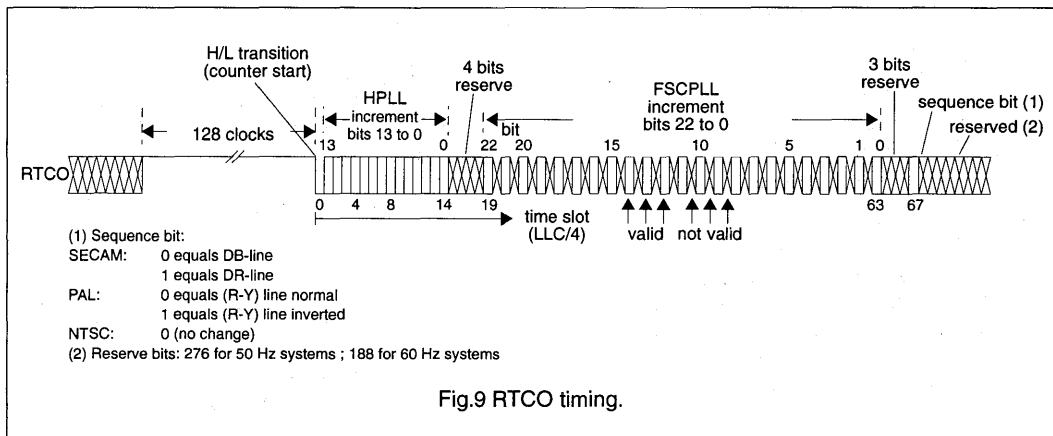 H/L transition
(counter start)
4 bits
reserve
3 bits
reserve
HPLL
increment
bits 13 to 0
FSCPLL
increment
bits 22 to 0
sequence bit (1)
reserved (2)
128 clocks
bit
13 0 22 20 15 10 5 1 0
RTCO
0 4 8 14 19 63 67
time slot
(LLC/4)
valid not valid
(1) Sequence bit:
SECAM: 0 equals DB-line
1 equals DR-line
PAL: 0 equals (R-Y) line normal
1 equals (R-Y) line inverted
NTSC: 0 (no change)
(2) Reserve bits: 276 for 50 Hz systems ; 188 for 60 Hz systems
Fig.9 RTCO timing.